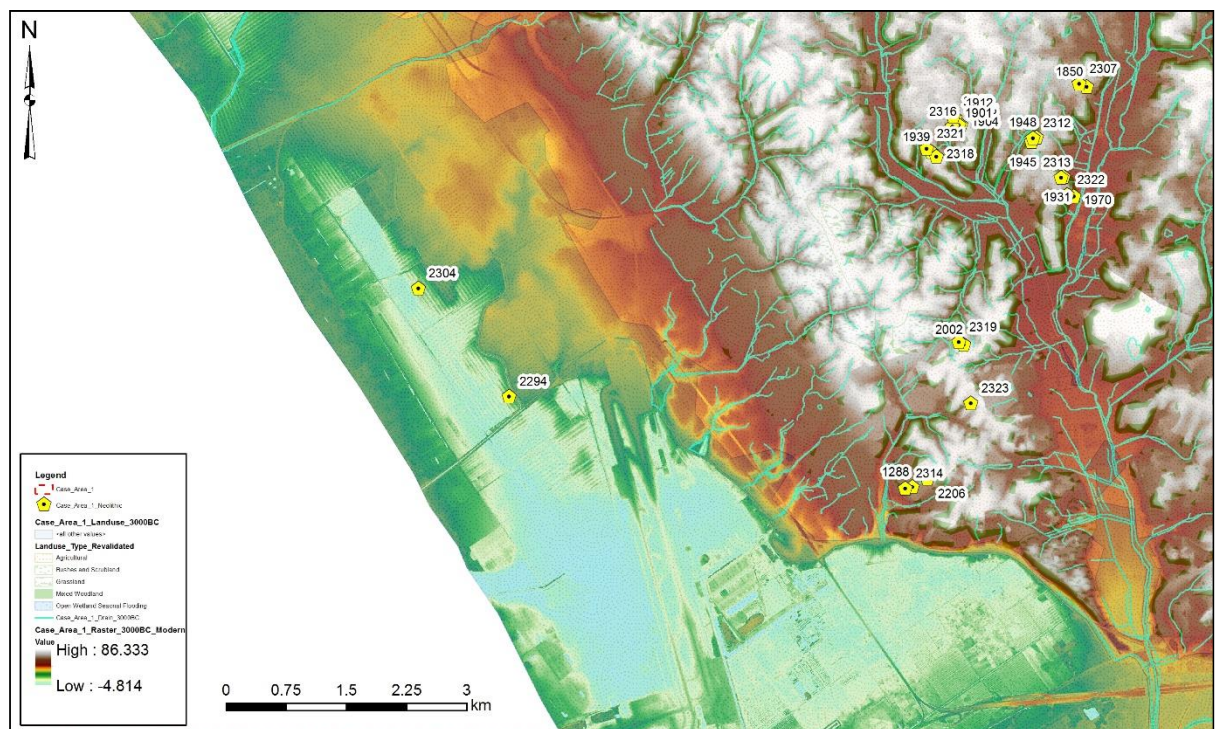 N
1850
2307
1912
2316
1901
1904
1948
2312
1939
2321
2318
1945
2313
2322
1931
1970
2304
2002
2319
2294
2323
1288
2314
2206
Legend
Case_Area_1
Case_Area_1_Neolithic
Case_Area_1_Landuse_3000BC
<all other values>
Landuse_Type_Revalidated
Agricultural
Bushes and Scrubland
Grassland
Mixed Woodland
Open Wetland Seasonal Flooding
Case_Area_1_Drain_3000BC
Case_Area_1_Raster_3000BC_Modern
Value
High : 86.333
Low : -4.814
0 0.75 1.5 2.25 3
km